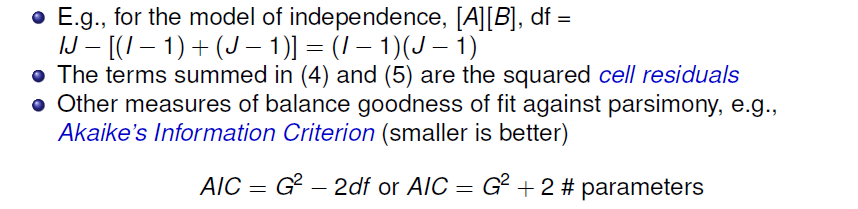 E.g., for the model of independence, [A][B], df =
IJ – [(I – 1) + (J – 1)] = (I – 1)(J – 1)
The terms summed in (4) and (5) are the squared cell residuals
Other measures of balance goodness of fit against parsimony, e.g.,
Akaike's Information Criterion (smaller is better)
AIC = G² – 2df or AIC = G² + 2 # parameters